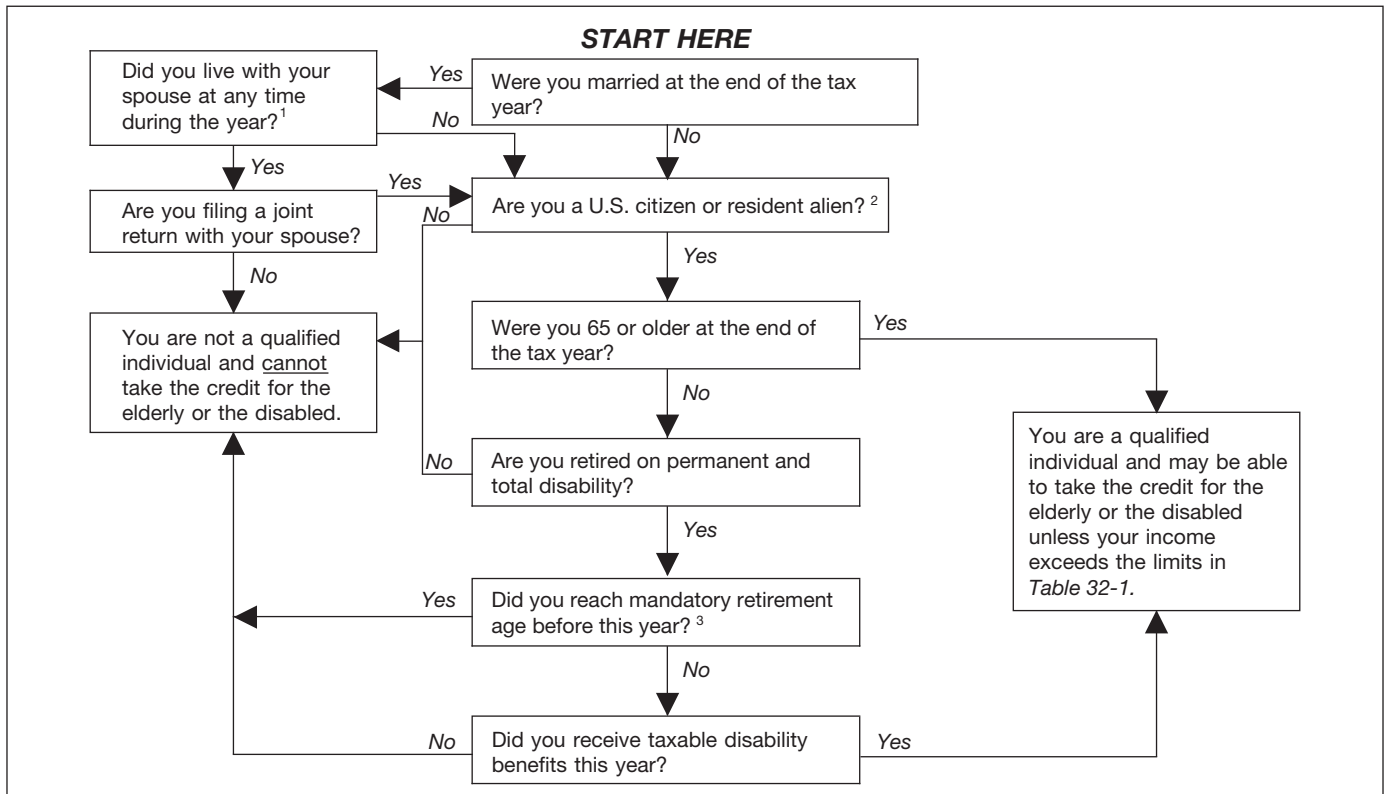 START HERE
Did you live with your
spouse at any time
during the year?1
Yes
Were you married at the end of the tax
year?
No
No
Yes
Are you filing a joint
return with your spouse?
Yes
Are you a U.S. citizen or resident alien? 2
No
No
Yes
You are not a qualified
individual and cannot
take the credit for the
elderly or the disabled.
Were you 65 or older at the end of
the tax year?
Yes
No
Are you retired on permanent and
total disability?
No
Yes
You are a qualified
individual and may be able
to take the credit for the
elderly or the disabled
unless your income
exceeds the limits in
Table 32-1.
Yes
Did you reach mandatory retirement
age before this year? 3
No
No
Did you receive taxable disability
benefits this year?
Yes